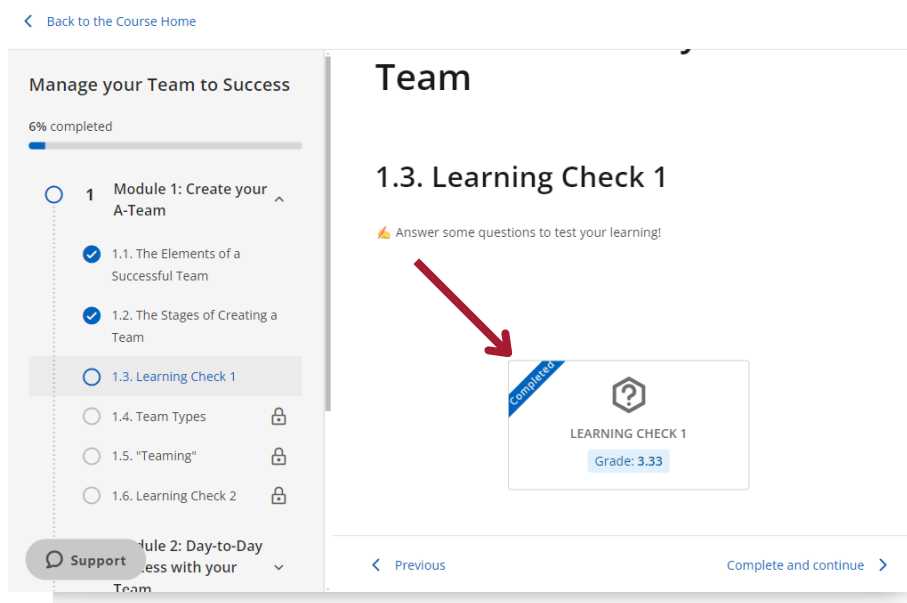 Back to the Course Home
Manage your Team to Success
6% completed
1
Module 1: Create your
A-Team
1.1. The Elements of a
Successful Team
1.2. The Stages of Creating a
Team
1.3. Learning Check 1
1.4. Team Types
1.5. "Teaming"
1.6. Learning Check 2
Module 2: Day-to-Day
with your
Team
Support
Team
1.3. Learning Check 1
✍️ Answer some questions to test your learning!
Completed
LEARNING CHECK 1
Grade: 3.33
Previous
Complete and continue